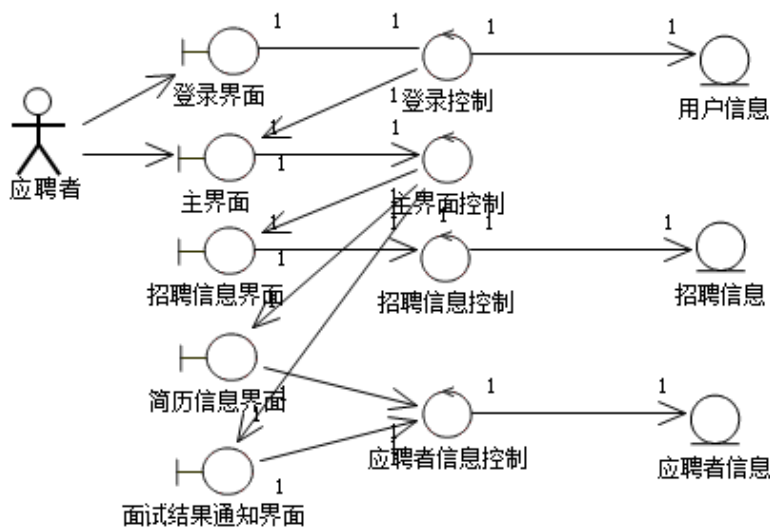 1 1 1 1
登录界面 1 登录控制 用户信息
1 1
应聘者 1
主界面 1 主界面控制
1 1 1 1 1
1
招聘信息界面 1 招聘信息控制 招聘信息
1 1
简历信息界面 1
1 应聘者信息控制 应聘者信息
1
1
面试结果通知界面